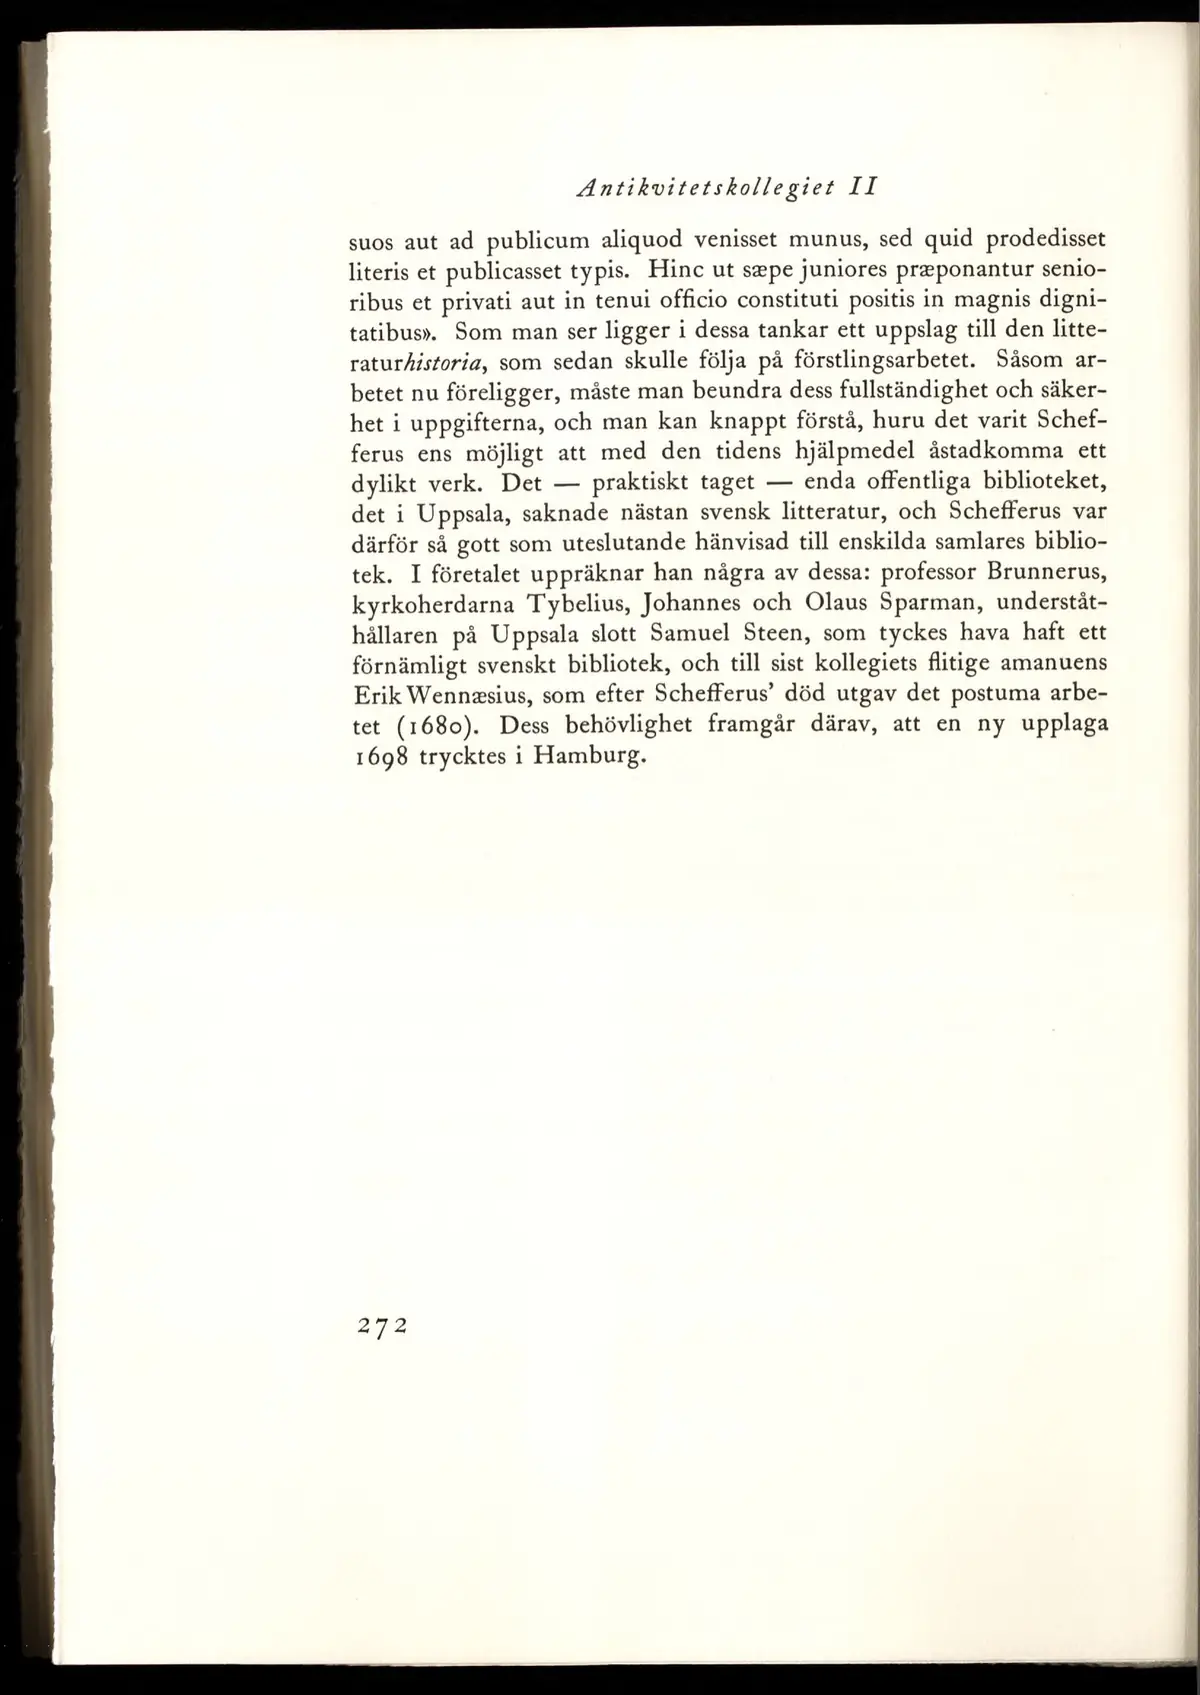 Antikvitetskollegiet II
suos aut ad publicum aliquod venisset munus, sed quid prodedisset
literis et publicasset typis. Hinc ut sæpe juniores præponantur senio-
ribus et privati aut in tenui officio constituti positis in magnis digni-
tatibus». Som man ser ligger i dessa tankar ett uppslag till den litte-
raturhistoria, som sedan skulle följa på förstlingsarbetet. Såsom ar-
betet nu föreligger, måste man beundra dess fullständighet och säker-
het i uppgifterna, och man kan knappt förstå, huru det varit Schef-
ferus ens möjligt att med den tidens hjälpmedel åstadkomma ett
dylikt verk. Det — praktiskt taget — enda offentliga biblioteket,
det i Uppsala, saknade nästan svensk litteratur, och Schefferus var
därför så gott som uteslutande hänvisad till enskilda samlares biblio-
tek. I företalet uppräknar han några av dessa: professor Brunnerus,
kyrkoherdarna Tybelius, Johannes och Olaus Sparman, underståt-
hållaren på Uppsala slott Samuel Steen, som tyckes hava haft ett
förnämligt svenskt bibliotek, och till sist kollegiets flitige amanuens
Erik Wennæsius, som efter Schefferus’ död utgav det postuma arbe-
tet (1680). Dess behövlighet framgår därav, att en ny upplaga
1698 trycktes i Hamburg.
272